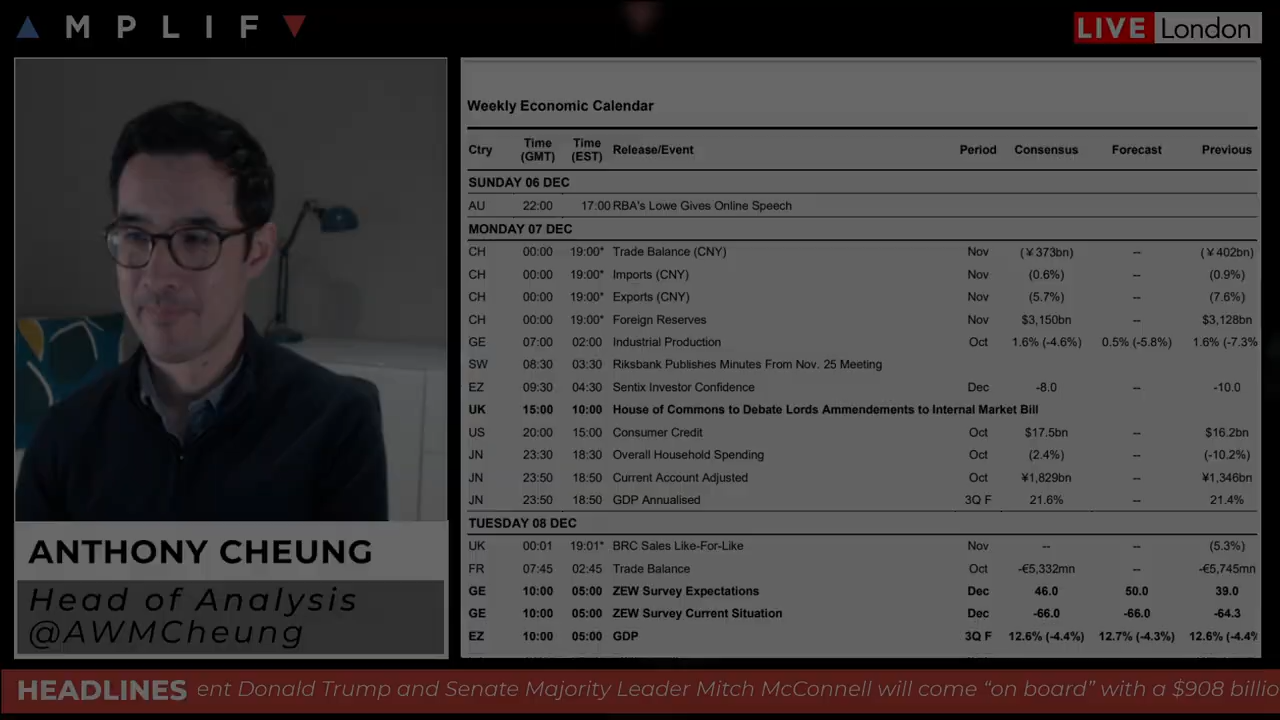 ▲ M P L I F ▼
LIVE London
Weekly Economic Calendar
Ctry Time (GMT) Time (EST) Release/Event Period Consensus Forecast Previous
SUNDAY 06 DEC
AU 22:00 17:00 RBA's Lowe Gives Online Speech
MONDAY 07 DEC
CH 00:00 19:00* Trade Balance (CNY) Nov (¥373bn) -- (¥402bn)
CH 00:00 19:00* Imports (CNY) Nov (0.6%) -- (0.9%)
CH 00:00 19:00* Exports (CNY) Nov (5.7%) -- (7.6%)
CH 00:00 19:00* Foreign Reserves Nov $3,150bn -- $3,128bn
GE 07:00 02:00 Industrial Production Oct 1.6% (-4.6%) 0.5% (-5.8%) 1.6% (-7.3%
SW 08:30 03:30 Riksbank Publishes Minutes From Nov. 25 Meeting
EZ 09:30 04:30 Sentix Investor Confidence Dec -8.0 -- -10.0
UK 15:00 10:00 House of Commons to Debate Lords Ammendements to Internal Market Bill
US 20:00 15:00 Consumer Credit Oct $17.5bn -- $16.2bn
JN 23:30 18:30 Overall Household Spending Oct (2.4%) -- (-10.2%)
JN 23:50 18:50 Current Account Adjusted Oct ¥1,829bn -- ¥1,346bn
JN 23:50 18:50 GDP Annualised 3Q F 21.6% -- 21.4%
TUESDAY 08 DEC
UK 00:01 19:01* BRC Sales Like-For-Like Nov -- -- (5.3%)
FR 07:45 02:45 Trade Balance Oct -€5,332mn -- -€5,745mn
GE 10:00 05:00 ZEW Survey Expectations Dec 46.0 50.0 39.0
GE 10:00 05:00 ZEW Survey Current Situation Dec -66.0 -66.0 -64.3
EZ 10:00 05:00 GDP 3Q F 12.6% (-4.4%) 12.7% (-4.3%) 12.6% (-4.4%
ANTHONY CHEUNG
Head of Analysis
@AWMCheung
HEADLINES ent Donald Trump and Senate Majority Leader Mitch McConnell will come “on board” with a $908 billio